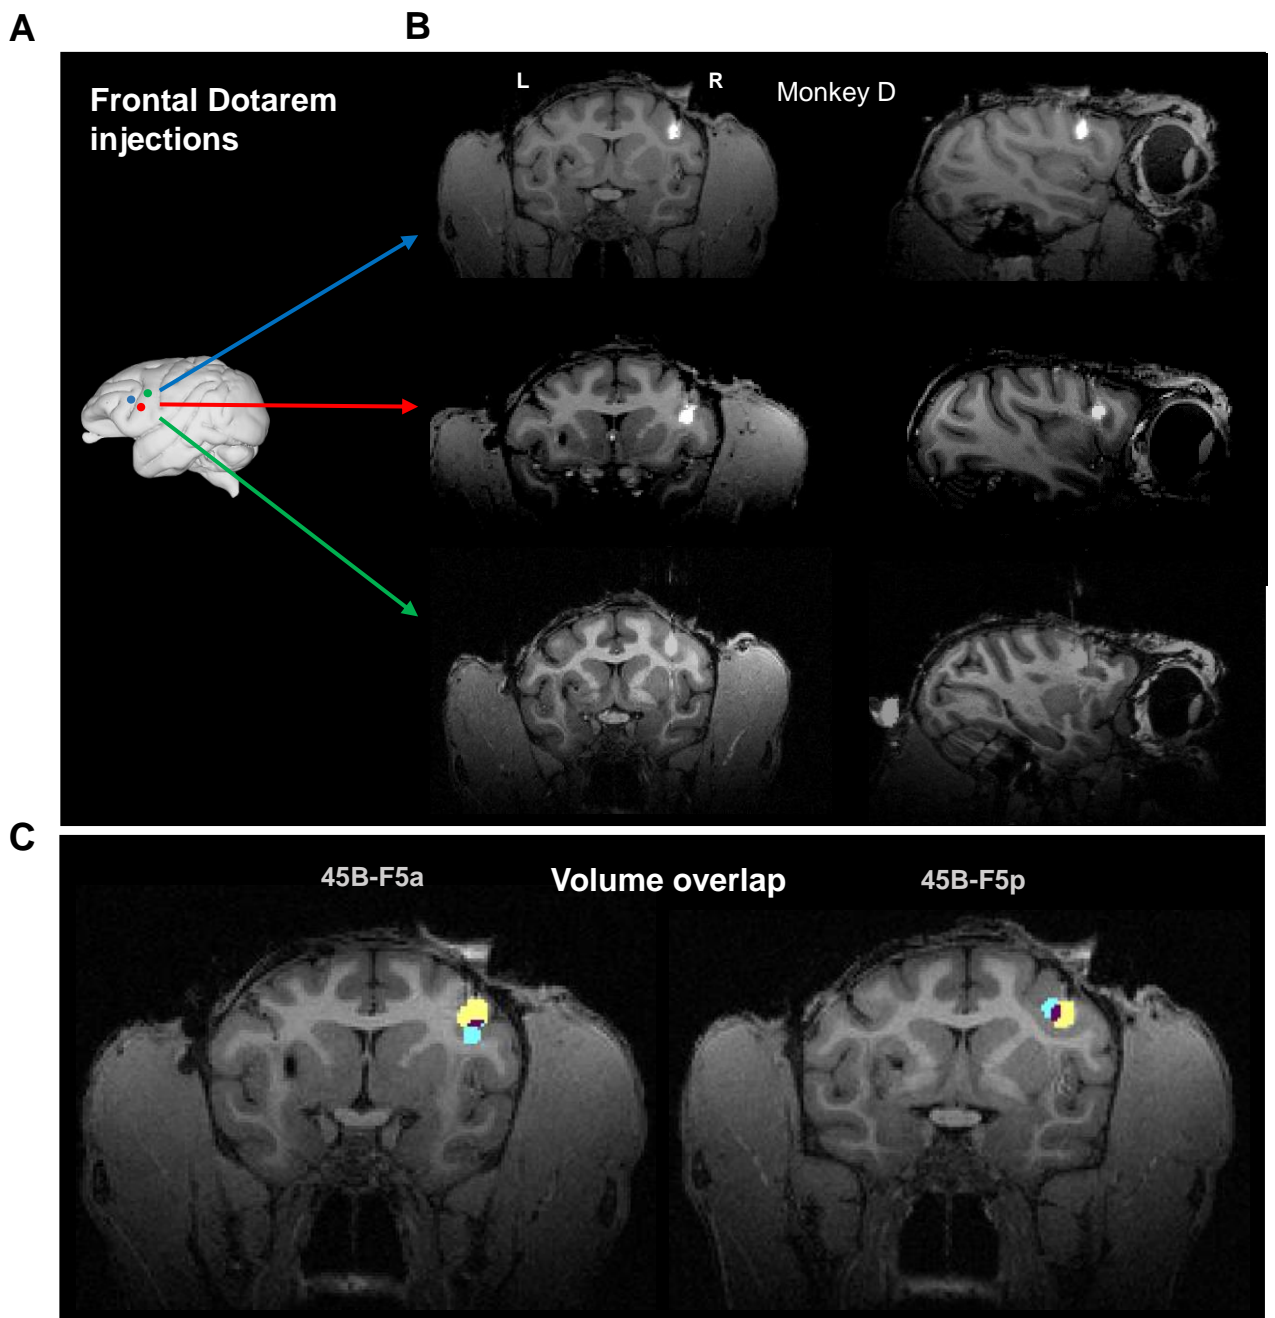 A
B
Frontal Dotarem
injections
L
R
Monkey D
C
45B-F5a
Volume overlap
45B-F5p